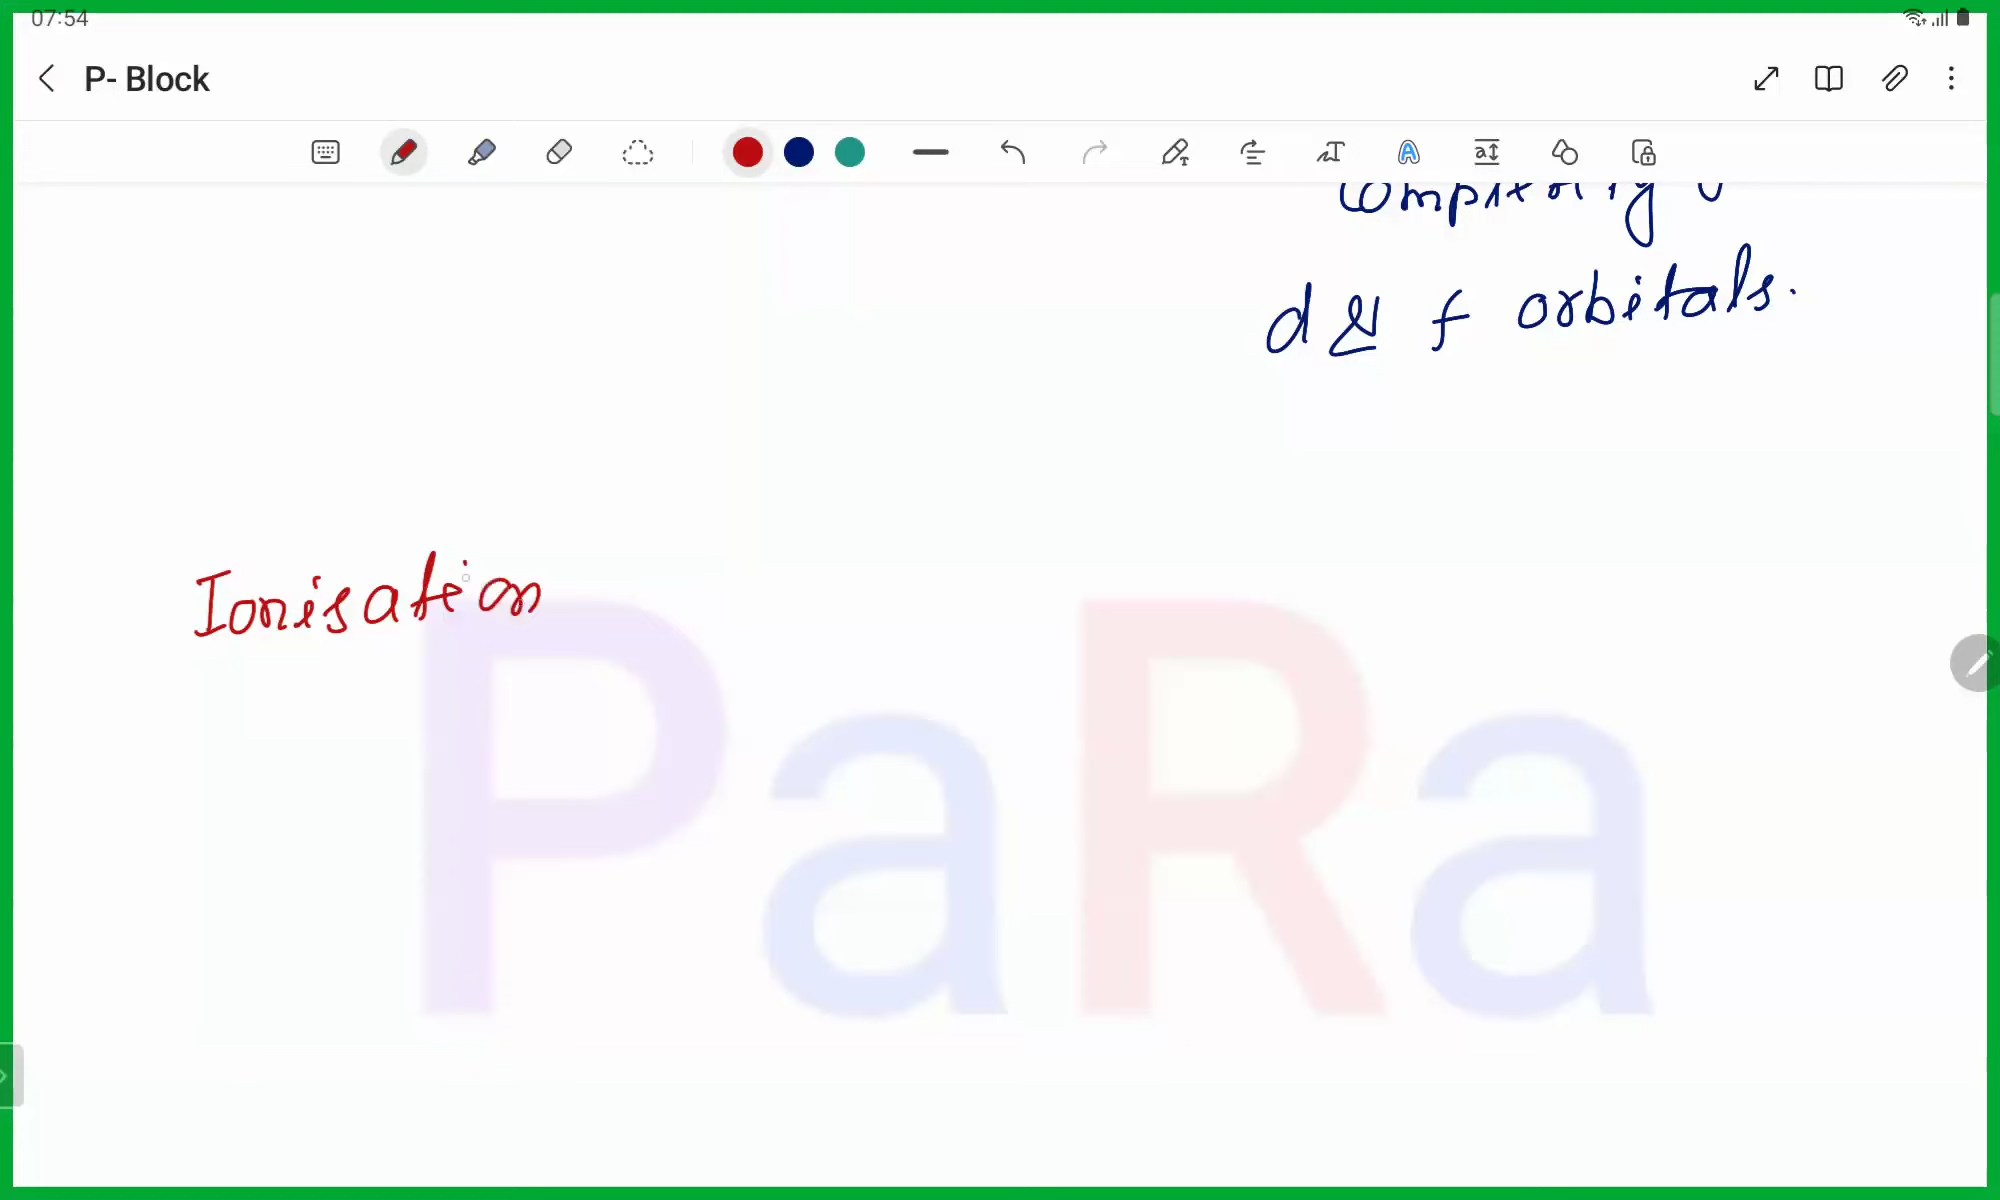 07:54
P- Block
d & f orbitals.
Ionisation
PaRa